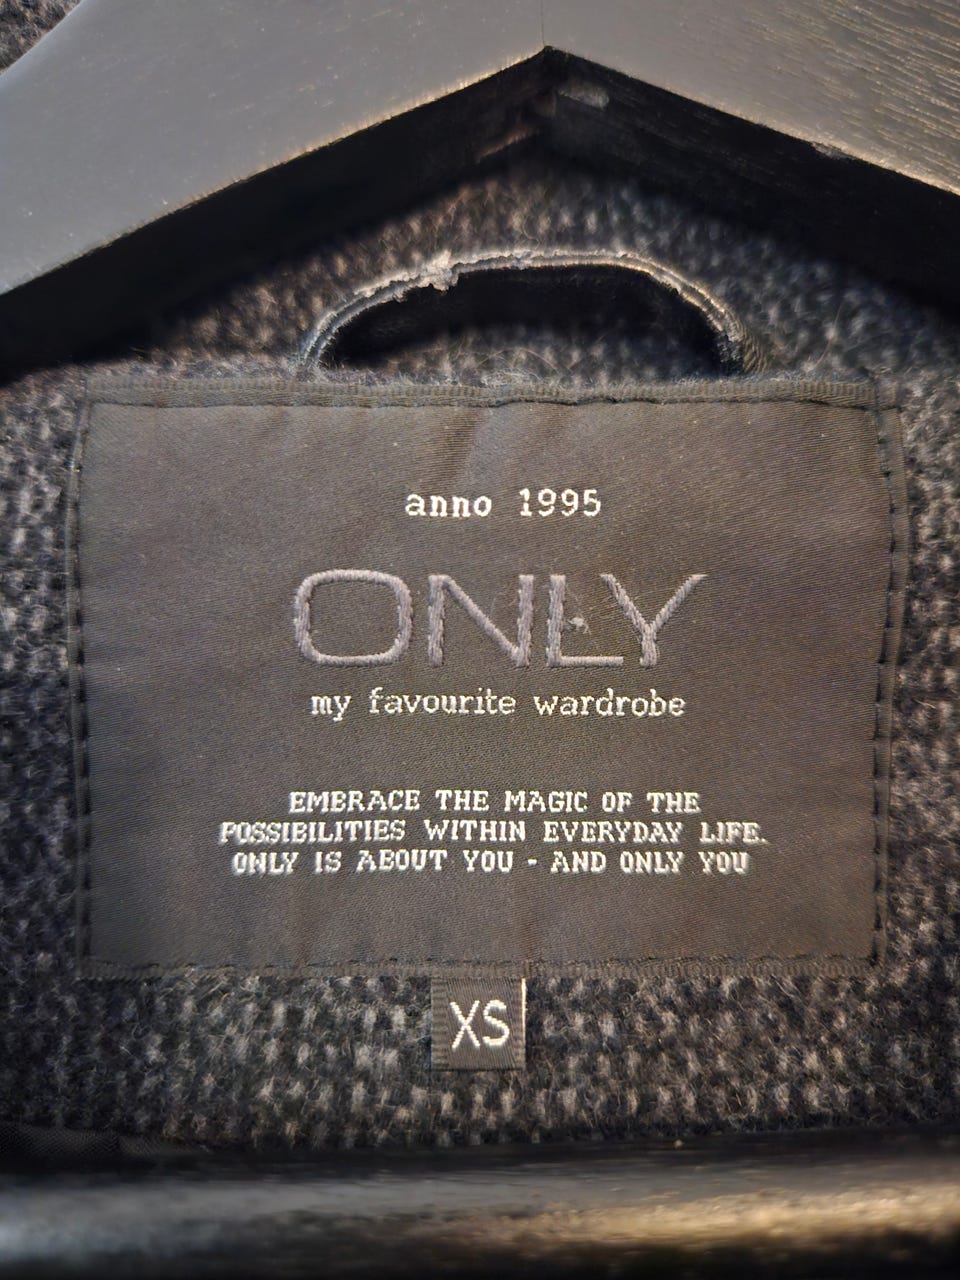 anno 1995
ONLY
my favourite wardrobe
EMBRACE THE MAGIC OF THE
POSSIBILITIES WITHIN EVERYDAY LIFE.
ONLY IS ABOUT YOU - AND ONLY YOU
XS